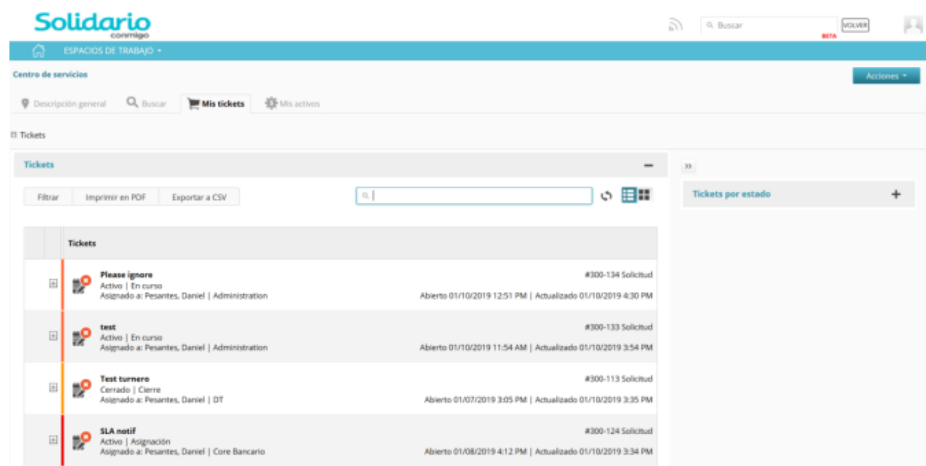 Solidario
conmigo
Buscar
BETA
VOLVER
ESPACIOS DE TRABAJO
Centro de servicios
Acciones
Descripción general
Buscar
Mis tickets
Mis activos
Tickets
Tickets
Filtrar
Imprimir en PDF
Exportar a CSV
Tickets por estado
Tickets
Please ignore
#300-134 Solicitud
Activo | En curso
Asignado a: Pesantes, Daniel | Administration
Abierto 01/10/2019 12:51 PM | Actualizado 01/10/2019 4:30 PM
test
#300-133 Solicitud
Activo | En curso
Asignado a: Pesantes, Daniel | Administration
Abierto 01/10/2019 11:54 AM | Actualizado 01/10/2019 3:54 PM
Test turnero
#300-113 Solicitud
Cerrado | Cierre
Asignado a: Pesantes, Daniel | DT
Abierto 01/07/2019 3:05 PM | Actualizado 01/10/2019 3:35 PM
SLA notif
#300-124 Solicitud
Activo | Asignación
Asignado a: Pesantes, Daniel | Core Bancario
Abierto 01/08/2019 4:12 PM | Actualizado 01/10/2019 3:34 PM